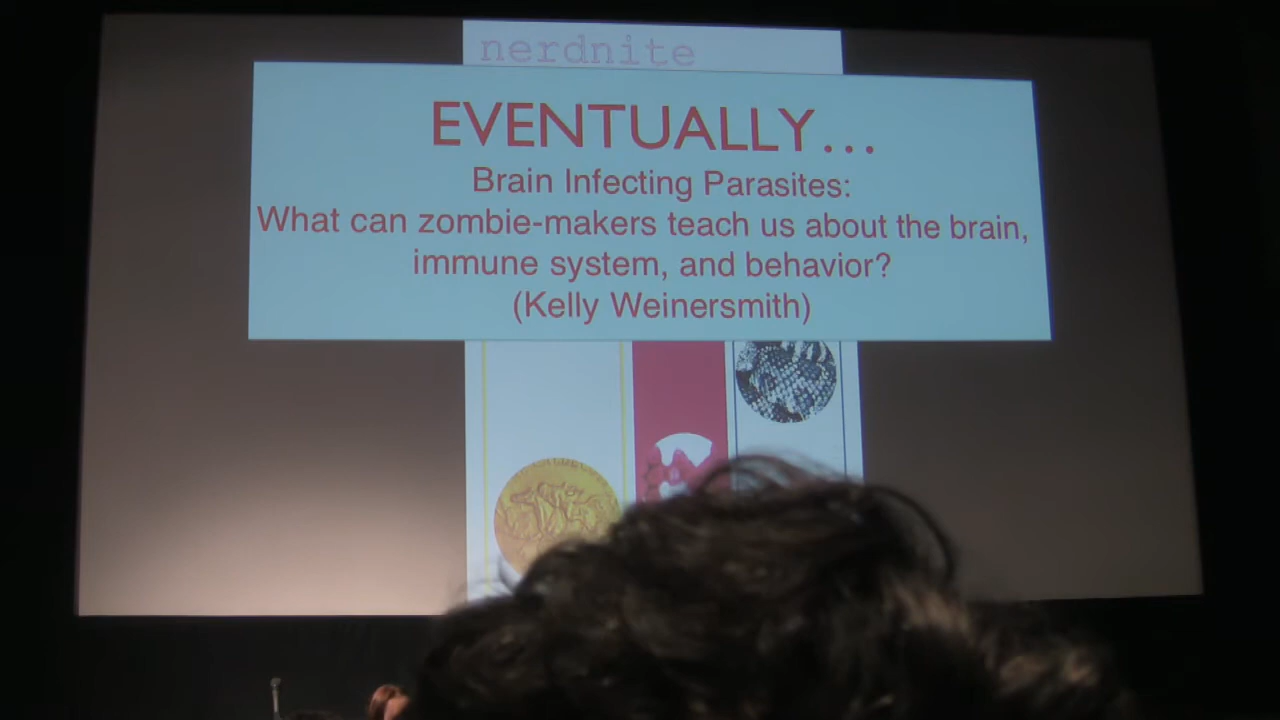 nerdnite
EVENTUALLY...
Brain Infecting Parasites:
What can zombie-makers teach us about the brain,
immune system, and behavior?
(Kelly Weinersmith)